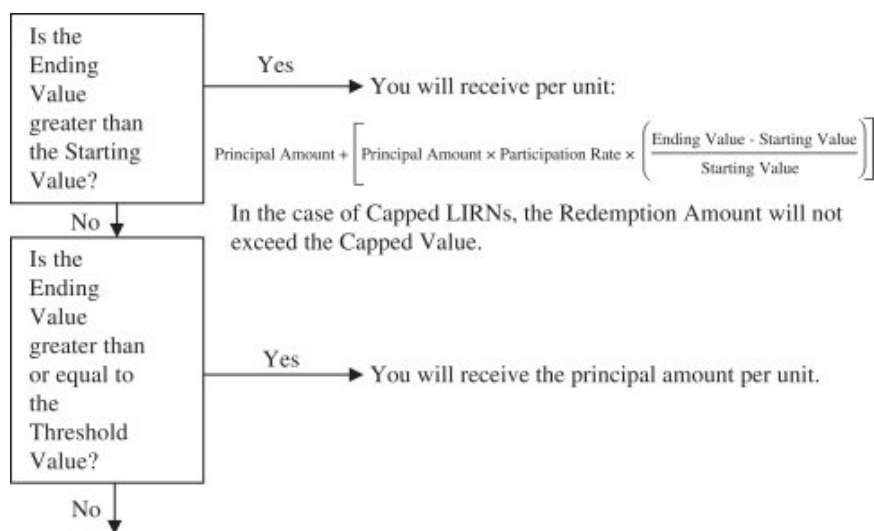 Is the
Ending
Value
greater than
the Starting
Value?
Yes
You will receive per unit:
Principal Amount + [Principal Amount × Participation Rate × (Ending Value - Starting Value
Starting Value)]
In the case of Capped LIRNs, the Redemption Amount will not
exceed the Capped Value.
No
Is the
Ending
Value
greater than
or equal to
the
Threshold
Value?
Yes
You will receive the principal amount per unit.
No